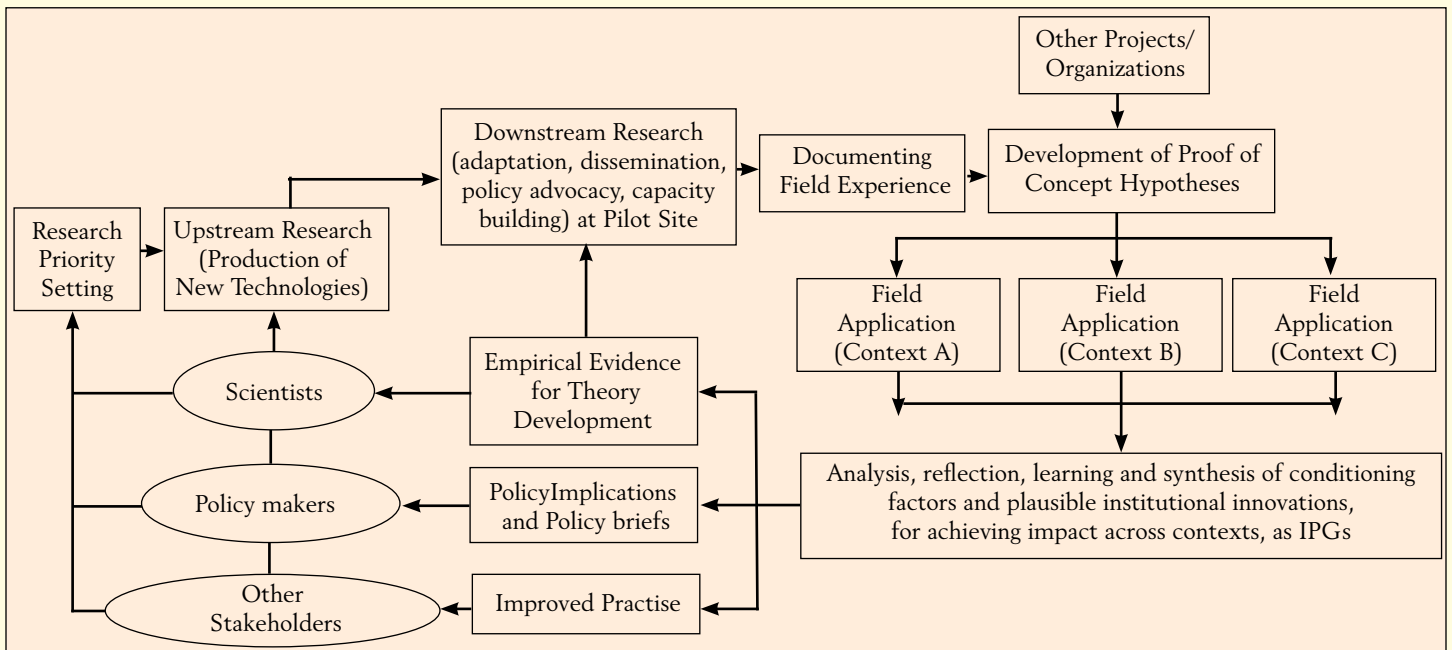 Other Projects/
Organizations
Downstream Research
(adaptation, dissemination,
policy advocacy, capacity
building) at Pilot Site
Documenting
Field Experience
Development of Proof of
Concept Hypotheses
Research
Priority
Setting
Upstream Research
(Production of
New Technologies)
Field
Application
(Context A)
Field
Application
(Context B)
Field
Application
(Context C)
Scientists
Empirical Evidence
for Theory
Development
Policy makers
PolicyImplications
and Policy briefs
Analysis, reflection, learning and synthesis of conditioning
factors and plausible institutional innovations,
for achieving impact across contexts, as IPGs
Other
Stakeholders
Improved Practise